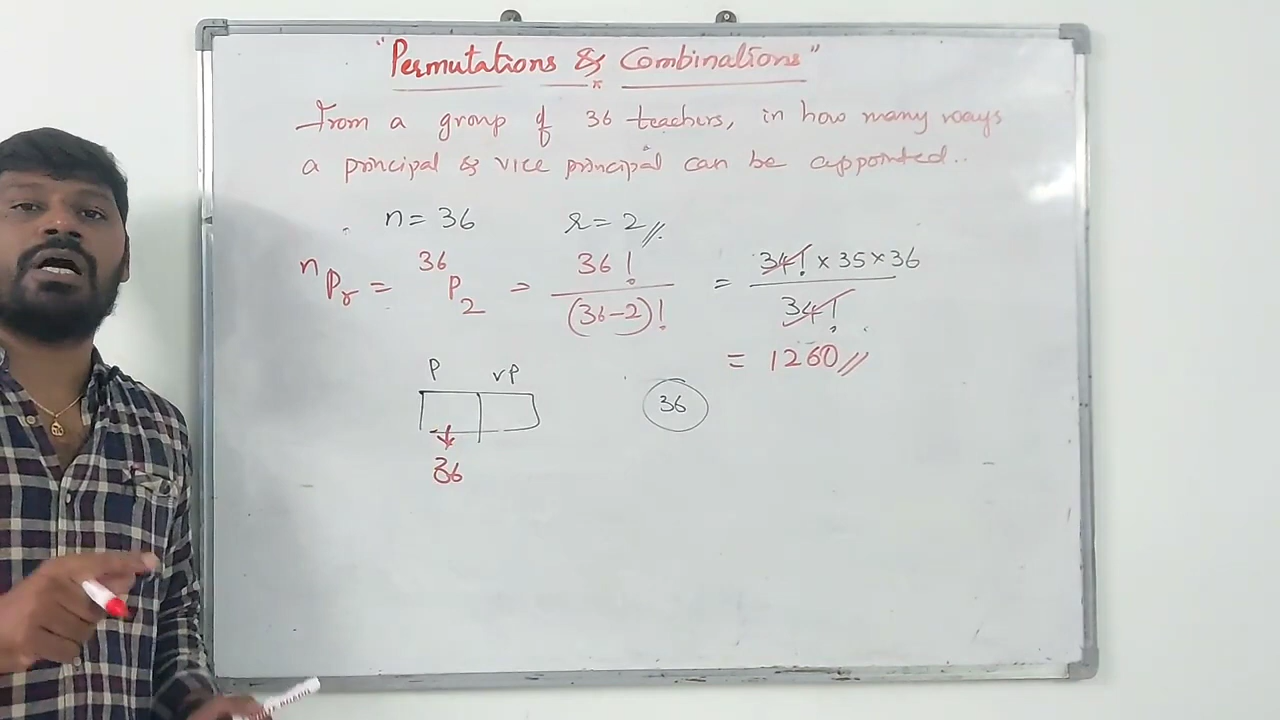 "Permutations & Combinations"
From a group of 36 teachers, in how many ways
a principal & vice principal can be appointed..
n = 36 r = 2//.
nPr = 36P2 = 36! / (36-2)! = 34! x 35 x 36 / 34!
= 1260//
P VP
36
36